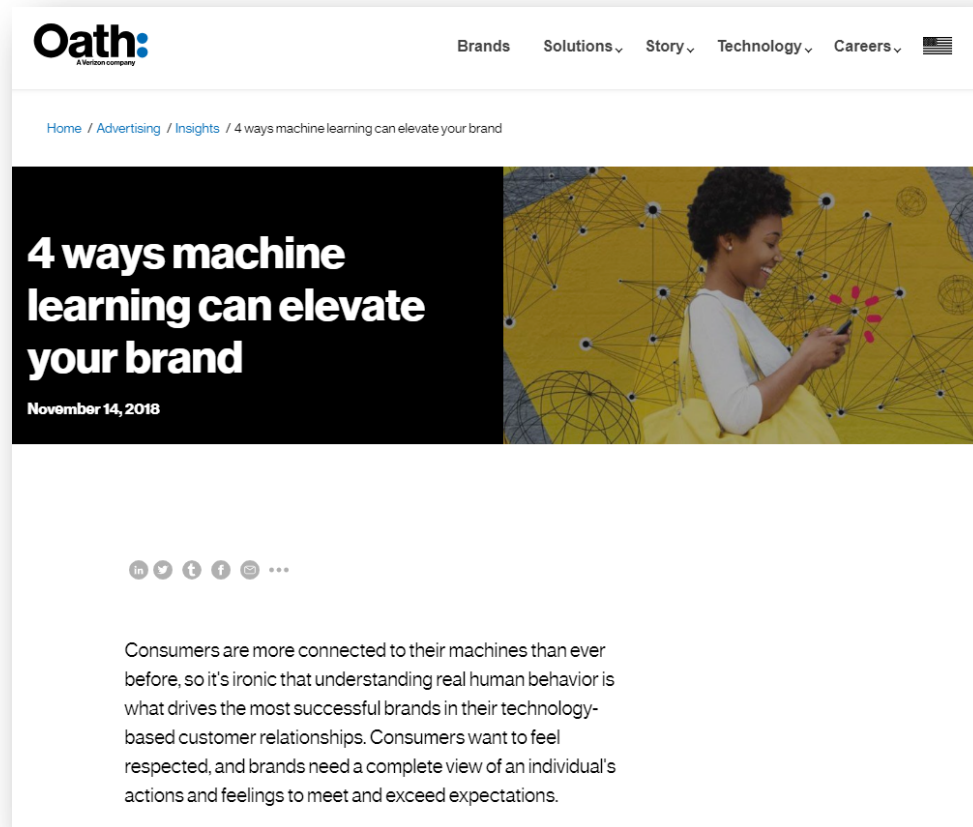 Oath:
A Verizon company
Brands Solutions Story Technology Careers
Home / Advertising / Insights / 4 ways machine learning can elevate your brand
4 ways machine
learning can elevate
your brand
November 14, 2018
Consumers are more connected to their machines than ever
before, so it's ironic that understanding real human behavior is
what drives the most successful brands in their technology-
based customer relationships. Consumers want to feel
respected, and brands need a complete view of an individual's
actions and feelings to meet and exceed expectations.